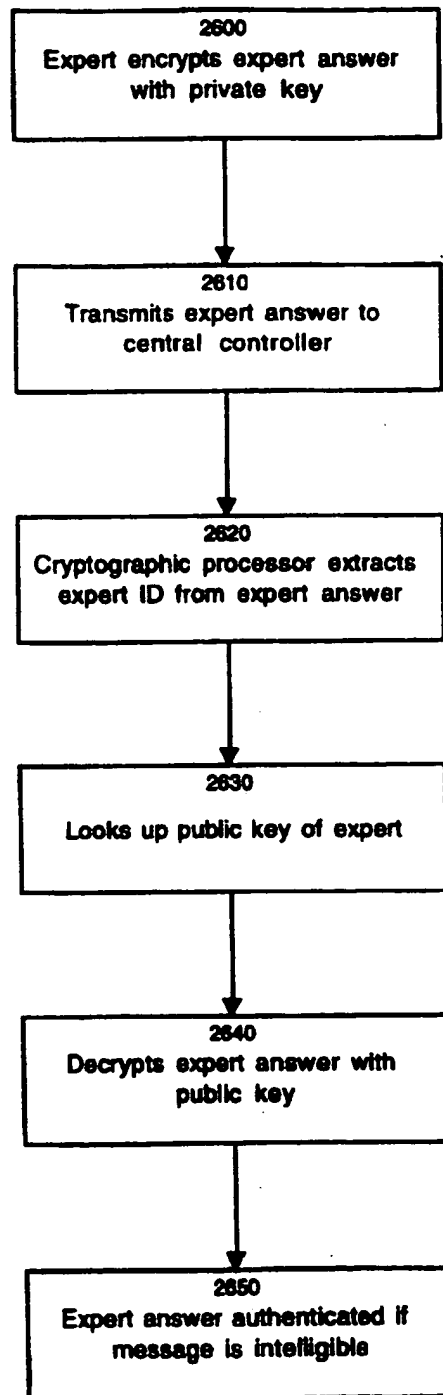 2600
Expert encrypts expert answer
with private key
2610
Transmits expert answer to
central controller
2620
Cryptographic processor extracts
expert ID from expert answer
2630
Looks up public key of expert
2640
Decrypts expert answer with
public key
2650
Expert answer authenticated if
message is intelligible